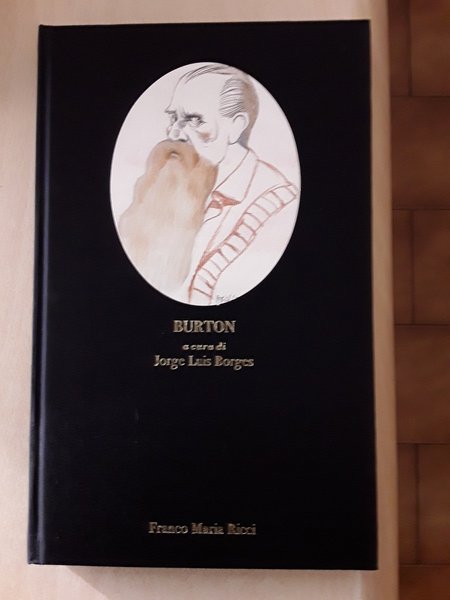 BURTON
a cura di
Jorge Luis Borges
Franco Maria Ricci